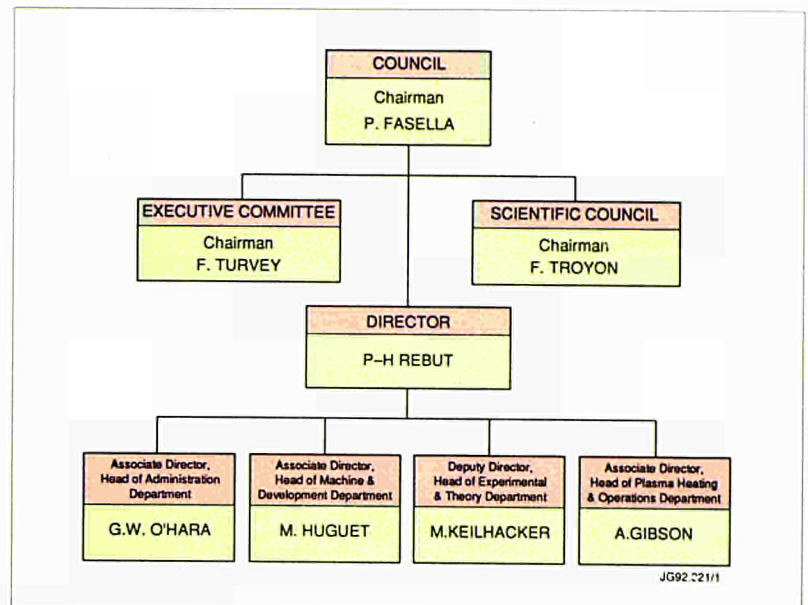 COUNCIL
Chairman
P. FASELLA
EXECUTIVE COMMITTEE
Chairman
F. TURVEY
SCIENTIFIC COUNCIL
Chairman
F. TROYON
DIRECTOR
P–H REBUT
Associate Director,
Head of Administration
Department
G.W. O'HARA
Associate Director,
Head of Machine &
Development Department
M. HUGUET
Deputy Director,
Head of Experimental
& Theory Department
M.KEILHACKER
Associate Director,
Head of Plasma Heating
& Operations Department
A.GIBSON